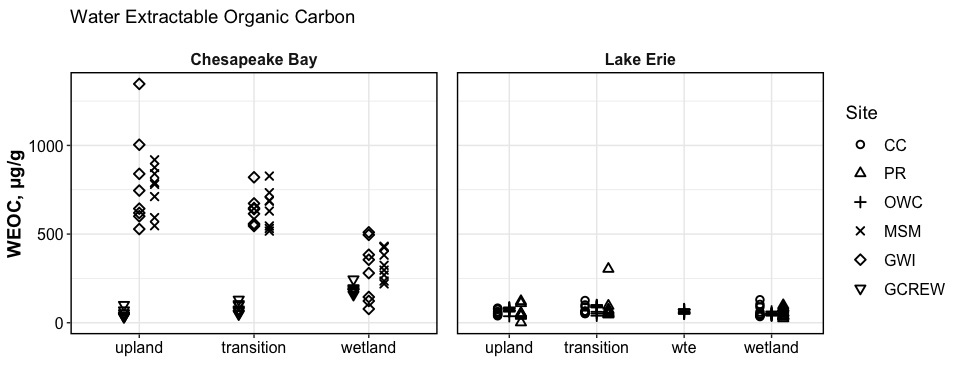 Water Extractable Organic Carbon
Chesapeake Bay
Lake Erie
WEOC, µg/g
1000
500
0
upland transition wetland
upland transition wte wetland
Site
CC
PR
OWC
MSM
GWI
GCREW